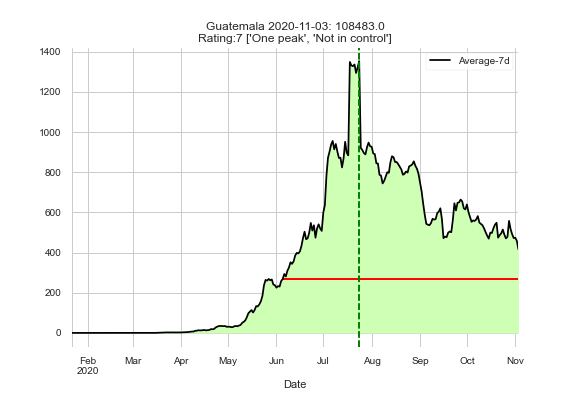 Guatemala 2020-11-03: 108483.0
Rating:7 ['One peak', 'Not in control']
Average-7d
1400
1200
1000
800
600
400
200
0
Feb Mar Apr May Jun Jul Aug Sep Oct Nov
2020
Date